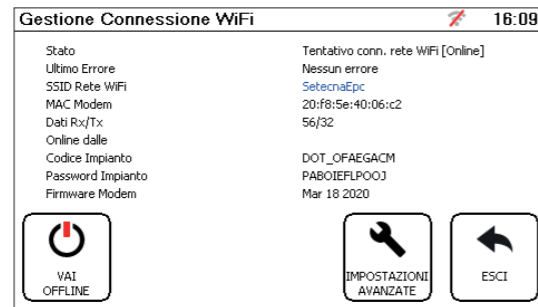 Gestione Connessione WiFi 16:09
Stato Tentativo conn. rete WiFi [Online]
Ultimo Errore Nessun errore
SSID Rete WiFi SetecnaEpc
MAC Modem 20:f8:5e:40:06:c2
Dati Rx/Tx 56/32
Online dalle
Codice Impianto DOT_OFAEGACM
Password Impianto PABOIEFLPOOJ
Firmware Modem Mar 18 2020
VAI
OFFLINE
IMPOSTAZIONI
AVANZATE
ESCI